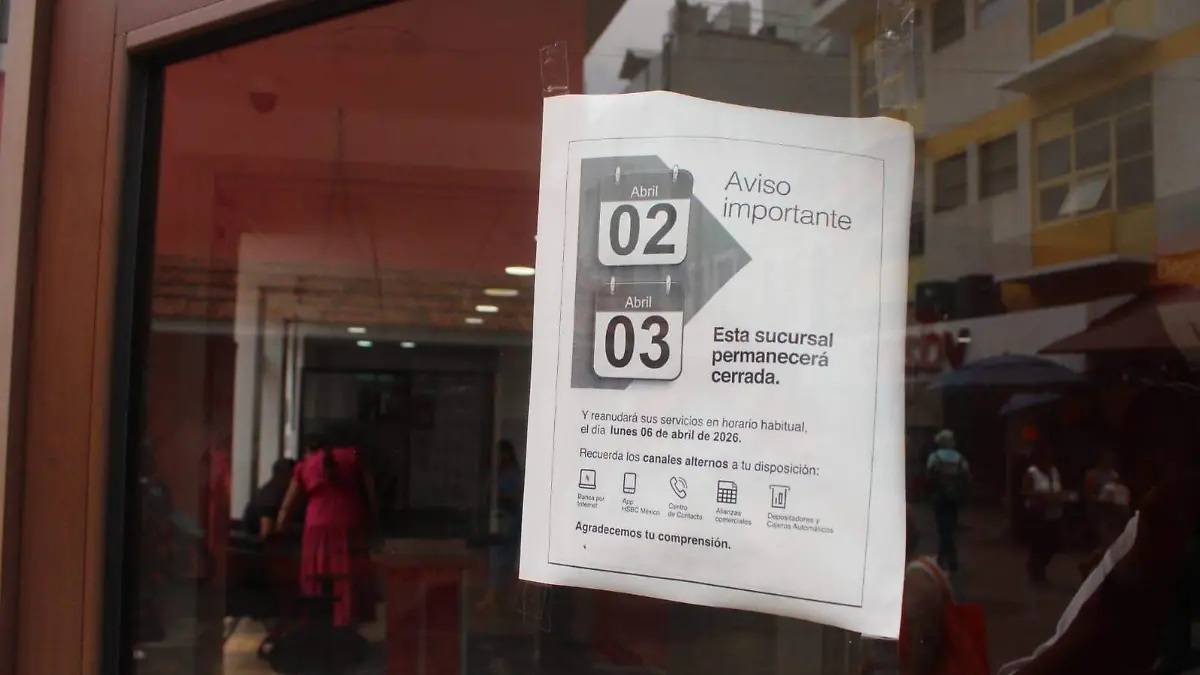 Abril
02
Abril
03
Aviso
importante
Esta sucursal
permanecerá
cerrada.
Y reanudará sus servicios en horario habitual,
el día lunes 06 de abril de 2026.
Recuerda los canales alternos a tu disposición:
Banca por
Internet
App
HSBC México
Centro
de Contacto
Alianzas
comerciales
Depositadores y
Cajeros Automáticos
Agradecemos tu comprensión.